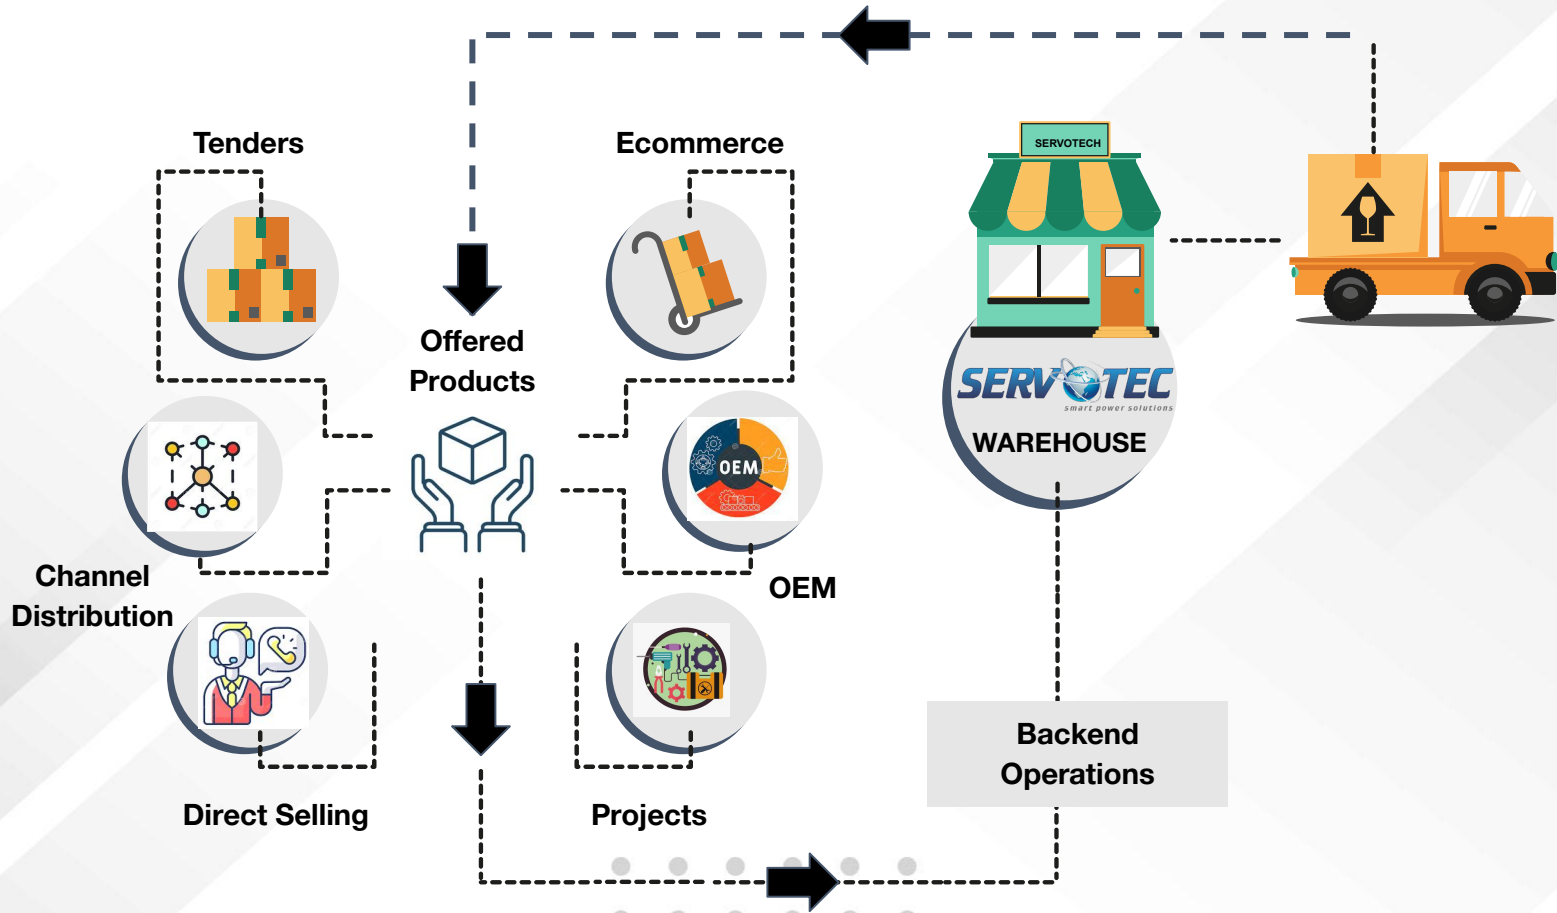 Tenders
Ecommerce
SERVOTECH
Offered
Products
SERVOTEC
smart power solutions
WAREHOUSE
OEM
Channel
Distribution
OEM
Backend
Operations
Direct Selling
Projects